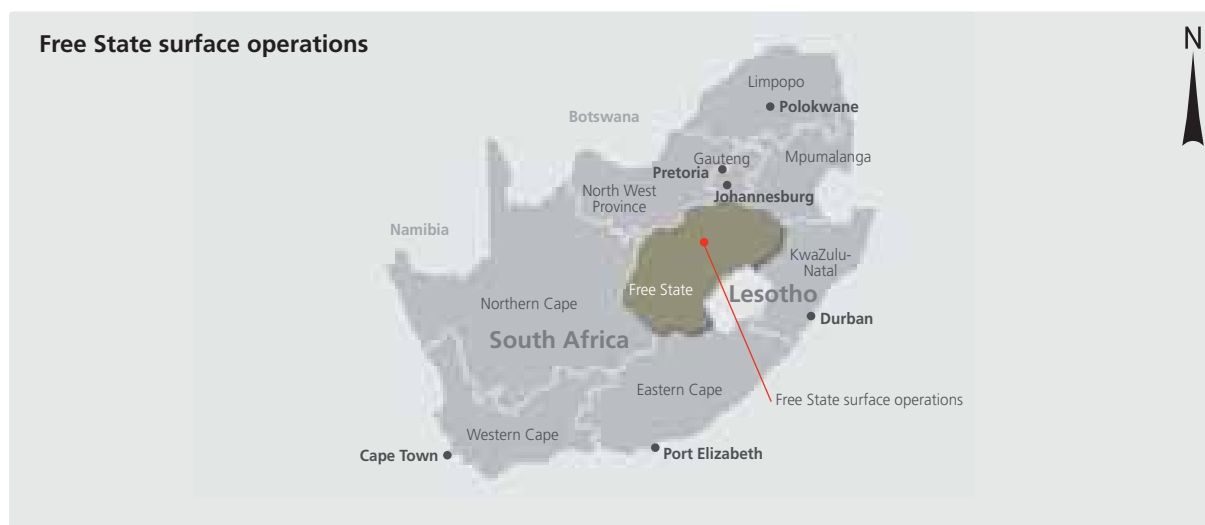 Free State surface operations
N
Limpopo
Polokwane
Botswana
Gauteng
Mpumalanga
Pretoria
North West
Province
Johannesburg
Namibia
KwaZulu-
Natal
Free State
Lesotho
Northern Cape
Durban
South Africa
Eastern Cape
Free State surface operations
Western Cape
Cape Town
Port Elizabeth